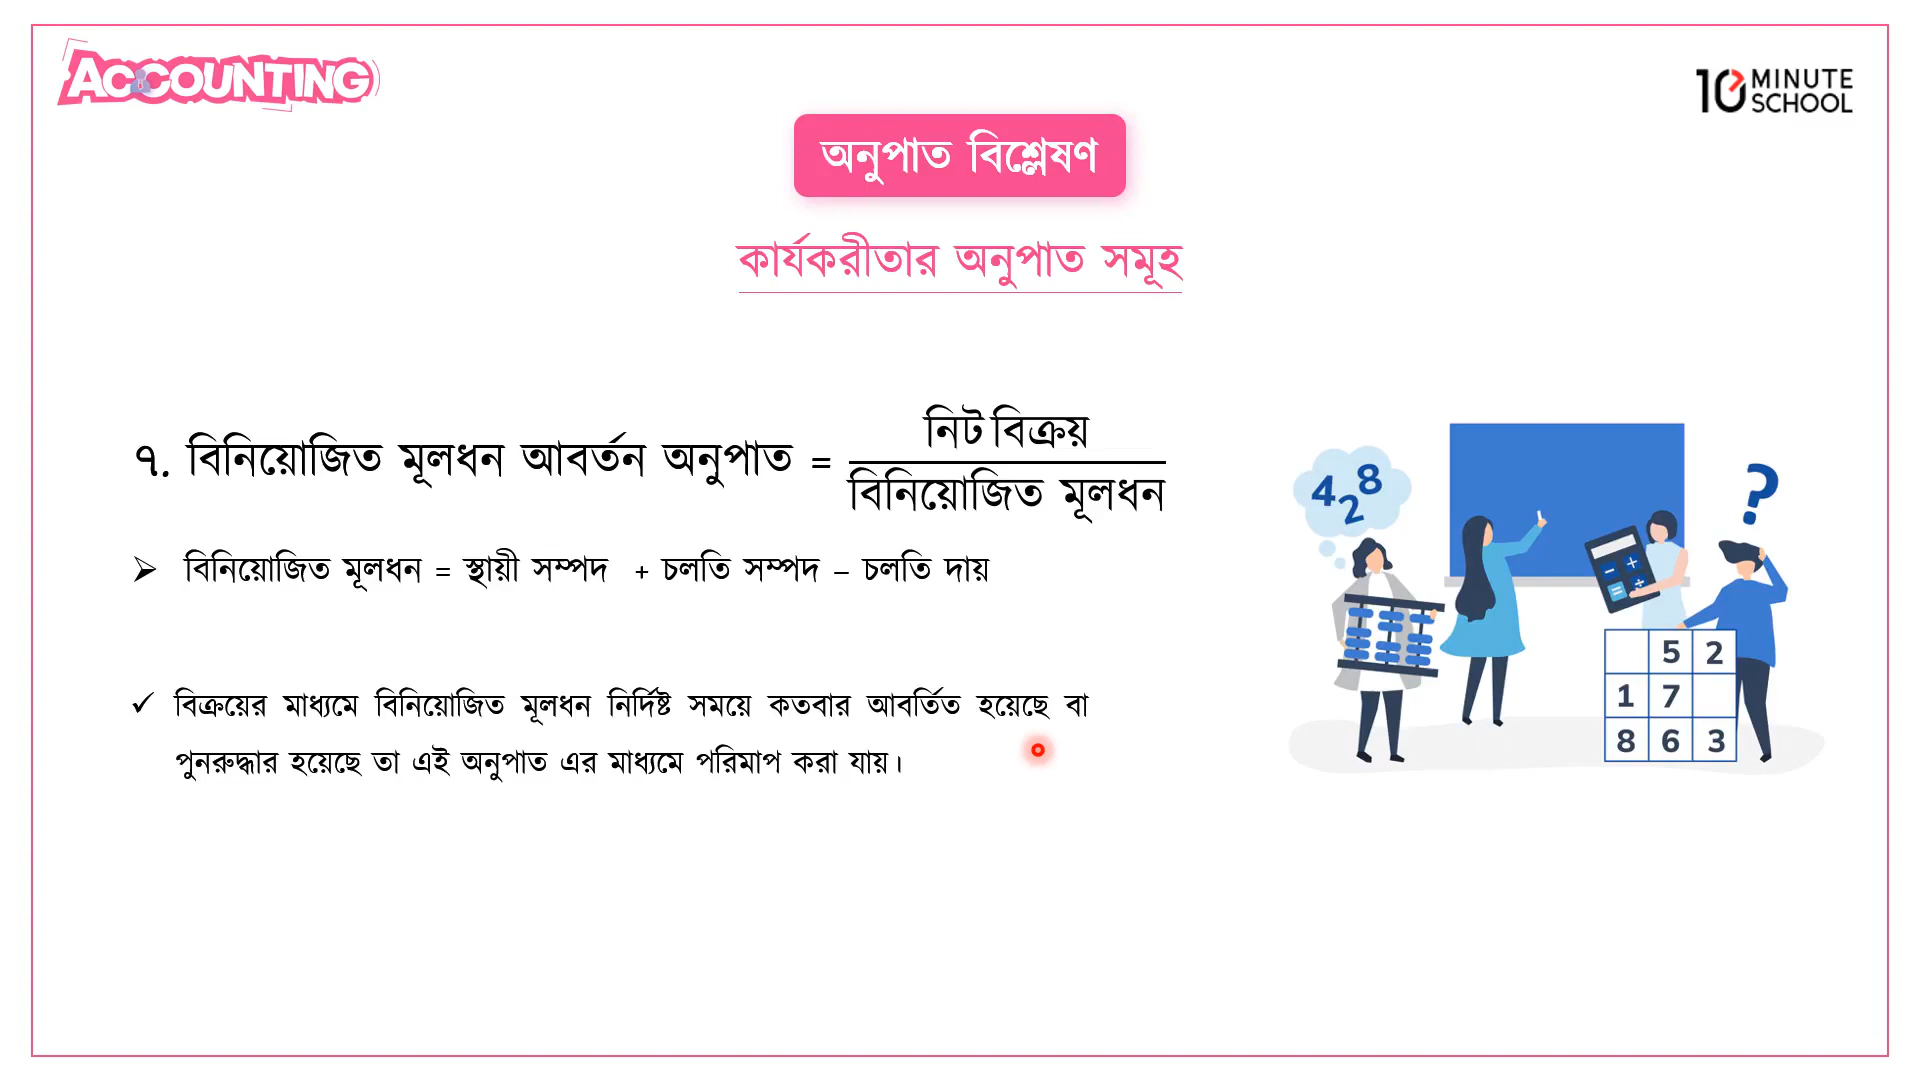 ACCOUNTING
10 MINUTE SCHOOL
অনুপাত বিশ্লেষণ
কার্যকরীতার অনুপাত সমূহ
৭. বিনিয়োজিত মূলধন আবর্তন অনুপাত = নিট বিক্রয় / বিনিয়োজিত মূলধন
➢ বিনিয়োজিত মূলধন = স্থায়ী সম্পদ + চলতি সম্পদ – চলতি দায়
✓ বিক্রয়ের মাধ্যমে বিনিয়োজিত মূলধন নির্দিষ্ট সময়ে কতবার আবর্তিত হয়েছে বা
পুনরুদ্ধার হয়েছে তা এই অনুপাত এর মাধ্যমে পরিমাপ করা যায়।
4 2 8
?
5 2
1 7
8 6 3